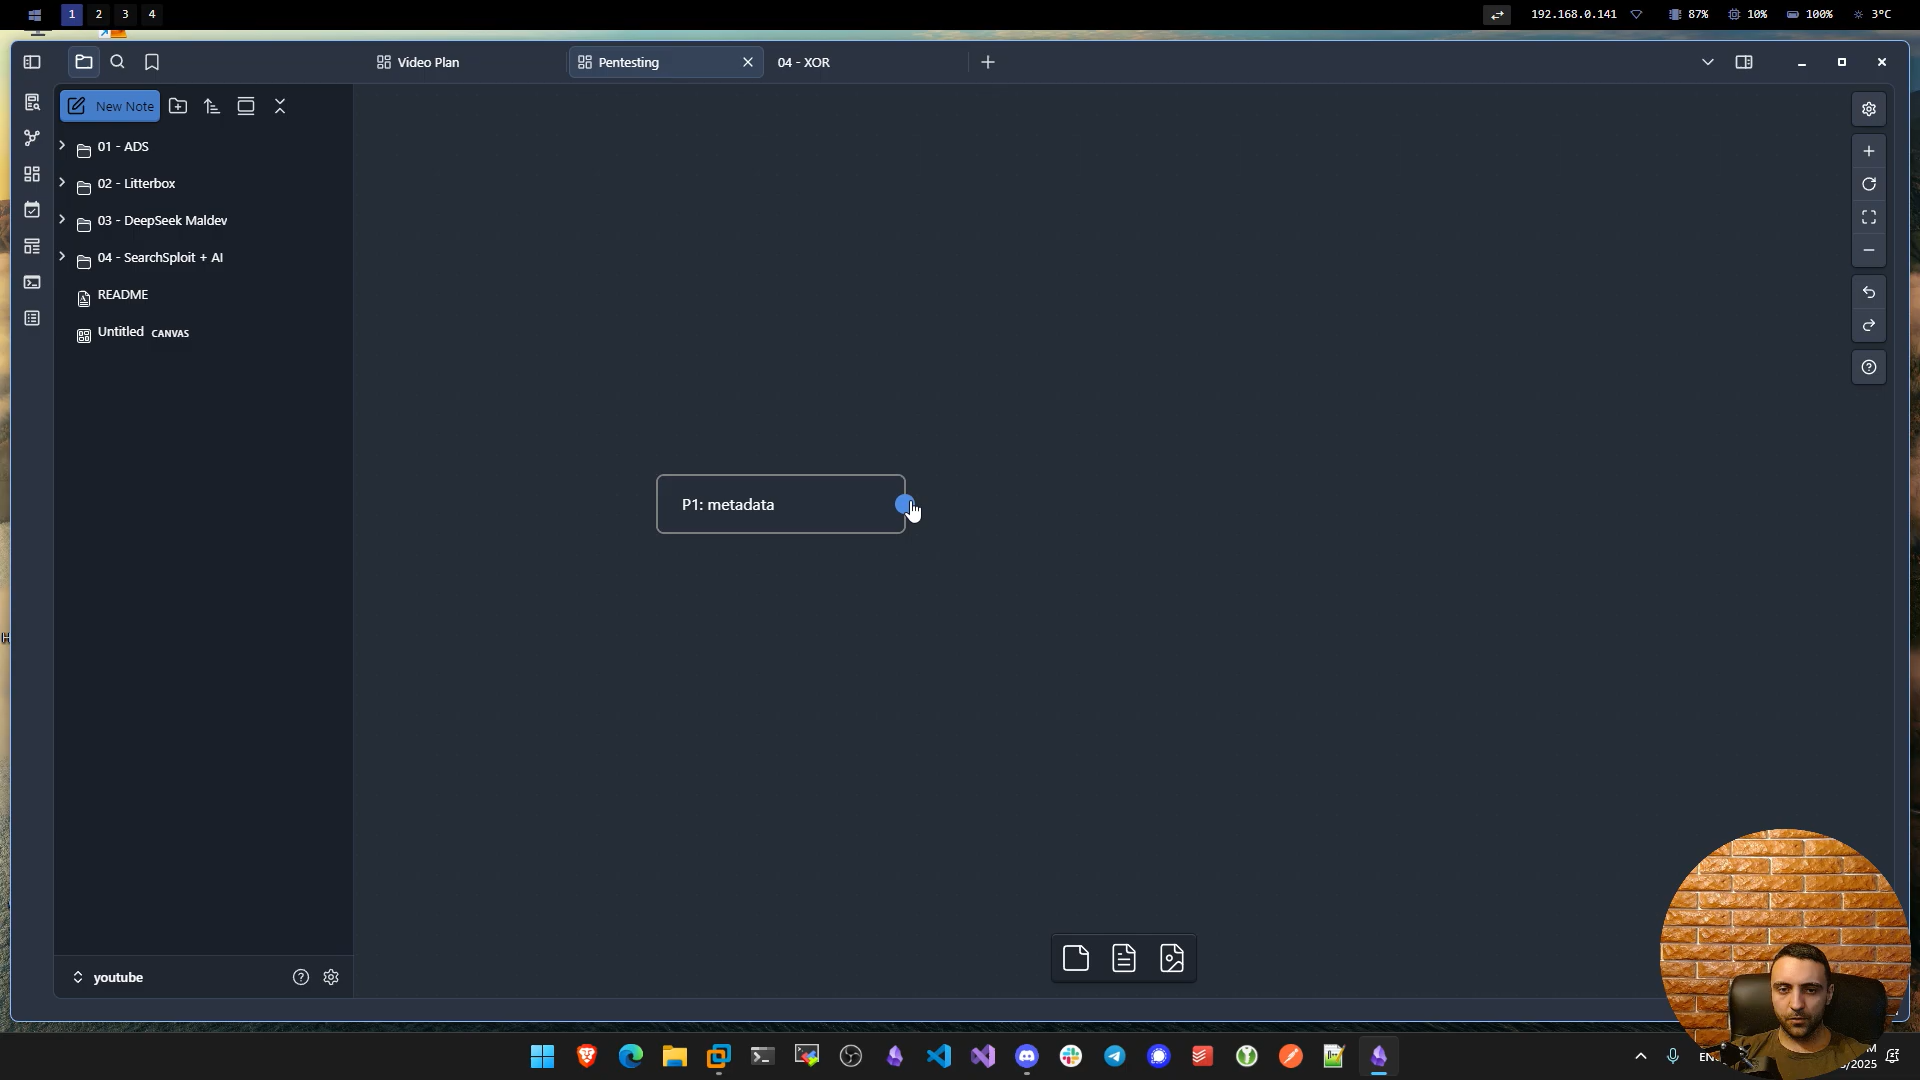 1 2 3 4
192.168.0.141 87% 10% 100% 3°C
Video Plan
Pentesting
04 - XOR
New Note
01 - ADS
02 - Litterbox
03 - DeepSeek Maldev
04 - SearchSploit + AI
README
Untitled CANVAS
P1: metadata
youtube
/2025